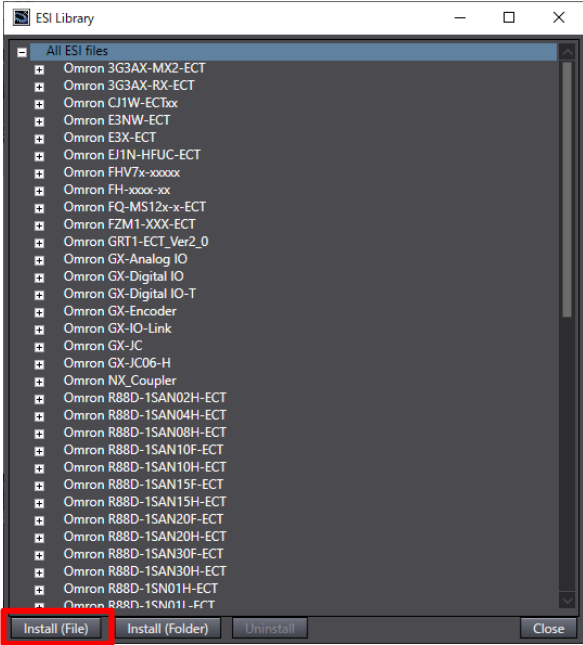 ESI Library
All ESI files
Omron 3G3AX-MX2-ECT
Omron 3G3AX-RX-ECT
Omron CJ1W-ECTxx
Omron E3NW-ECT
Omron E3X-ECT
Omron EJ1N-HFUC-ECT
Omron FHV7x-xxxxx
Omron FH-xxxx-xx
Omron FQ-MS12x-x-ECT
Omron FZM1-XXX-ECT
Omron GRT1-ECT_Ver2_0
Omron GX-Analog IO
Omron GX-Digital IO
Omron GX-Digital IO-T
Omron GX-Encoder
Omron GX-IO-Link
Omron GX-JC
Omron GX-JC06-H
Omron NX_Coupler
Omron R88D-1SAN02H-ECT
Omron R88D-1SAN04H-ECT
Omron R88D-1SAN08H-ECT
Omron R88D-1SAN10F-ECT
Omron R88D-1SAN10H-ECT
Omron R88D-1SAN15F-ECT
Omron R88D-1SAN15H-ECT
Omron R88D-1SAN20F-ECT
Omron R88D-1SAN20H-ECT
Omron R88D-1SAN30F-ECT
Omron R88D-1SAN30H-ECT
Omron R88D-1SN01H-ECT
Omron R88D-1SN01L-ECT
Install (File) Install (Folder) Uninstall Close